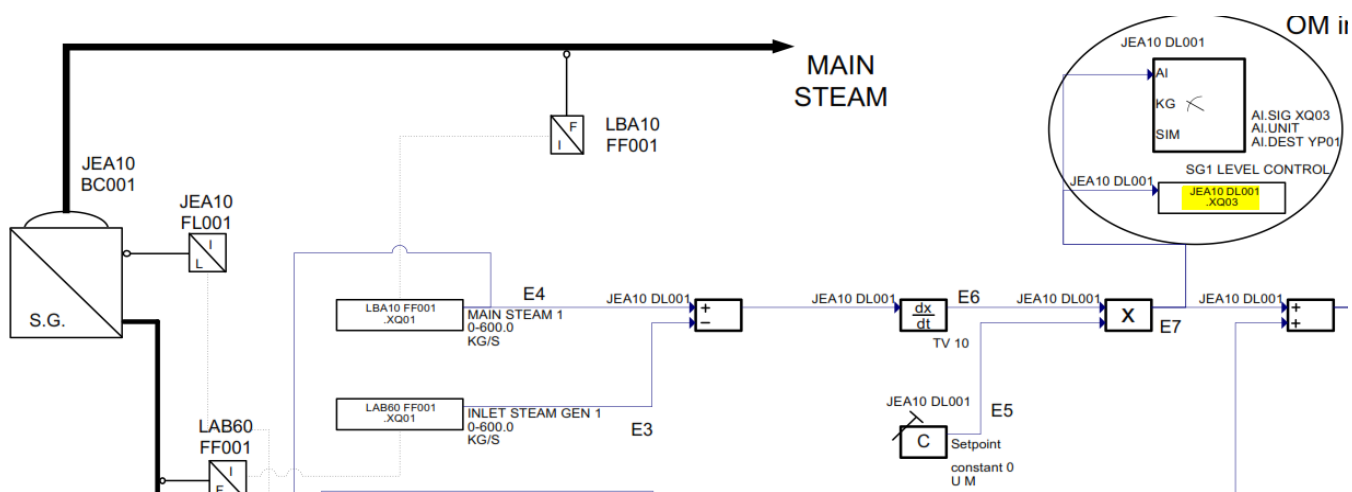 OM in
JEA10 DL001
AI
KG
SIM
AI.SIG XQ03
AI.UNIT
AI.DEST YP01
SG1 LEVEL CONTROL
JEA10 DL001
JEA10 DL001
.XQ03
MAIN
STEAM
LBA10
FF001
F
I
JEA10
BC001
JEA10
FL001
I
L
S.G.
LBA10 FF001
.XQ01
MAIN STEAM 1
0-600.0
KG/S
E4
JEA10 DL001
+
−
JEA10 DL001
dx
dt
TV 10
E6
JEA10 DL001
X
E7
JEA10 DL001
+
+
LAB60 FF001
.XQ01
INLET STEAM GEN 1
0-600.0
KG/S
E3
JEA10 DL001
C
Setpoint
constant 0
U M
E5
LAB60
FF001
I
F